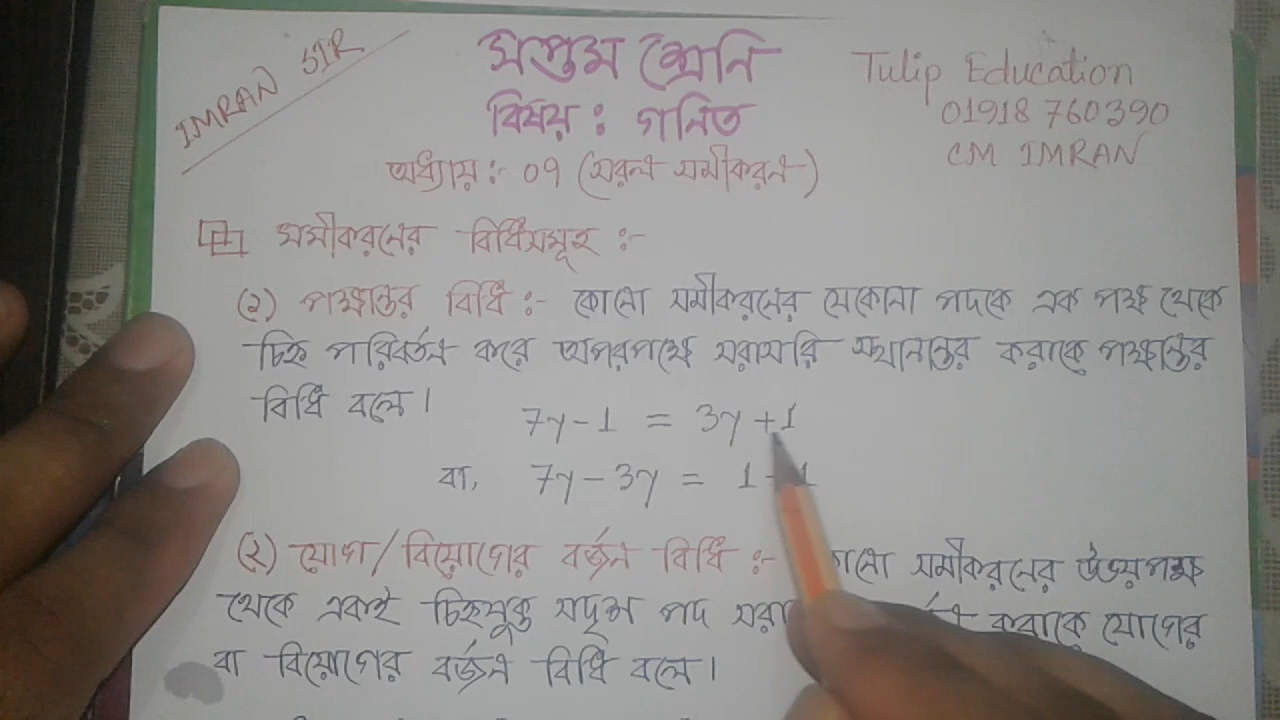 IMRAN SIR
সপ্তম শ্রেনি
Tulip Education
বিষয় : গনিত
01918 760390
CM IMRAN
অধ্যায় :- ০৭ (সরল সমীকরন)
সমীকরনের বিধিসমূহ :-
(১) পক্ষান্তর বিধি :- কোনো সমীকরনের যেকোনো পদকে এক পক্ষ থেকে
চিহ্ন পরিবর্তন করে অপরপক্ষে সরাসরি স্থানান্তর করাকে পক্ষান্তর
বিধি বলে।
7y - 1 = 3y + 1
বা, 7y - 3y = 1 1
(২) যোগ/বিয়োগের বর্জন বিধি :- সমীকরনের উভয়পক্ষ
থেকে একই চিহ্নযুক্ত সদৃশ পদ করাকে যোগের
বা বিয়োগের বর্জন বিধি বলে।